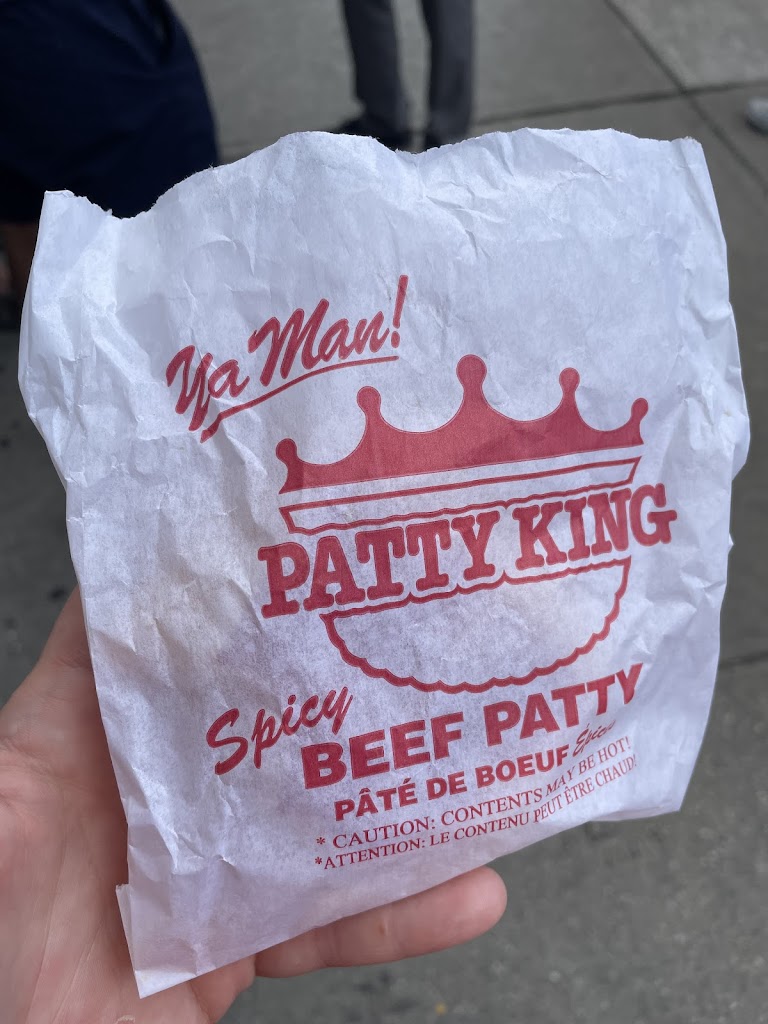 Ya Man!
PATTY KING
Spicy
BEEF PATTY
PÂTÉ DE BOEUF Épicé
* CAUTION: CONTENTS MAY BE HOT!
*ATTENTION: LE CONTENU PEUT ÊTRE CHAUD!